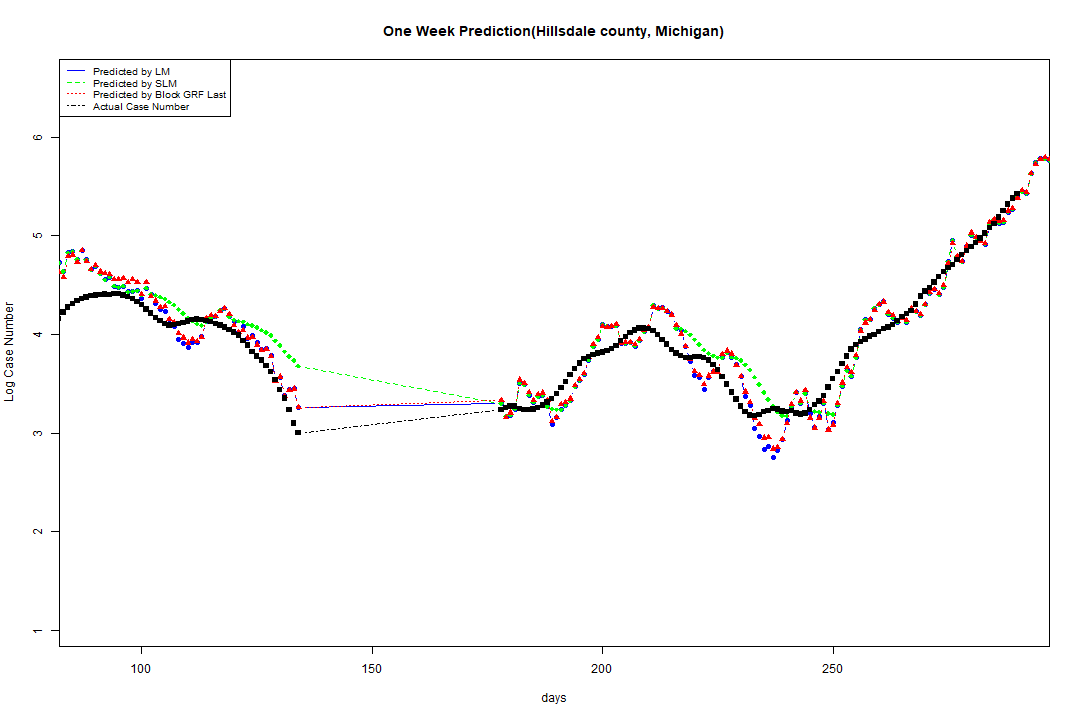 One Week Prediction(Hillsdale county, Michigan)
Predicted by LM
Predicted by SLM
Predicted by Block GRF Last
Actual Case Number
6
5
4
3
2
1
Log Case Number
100 150 200 250
days